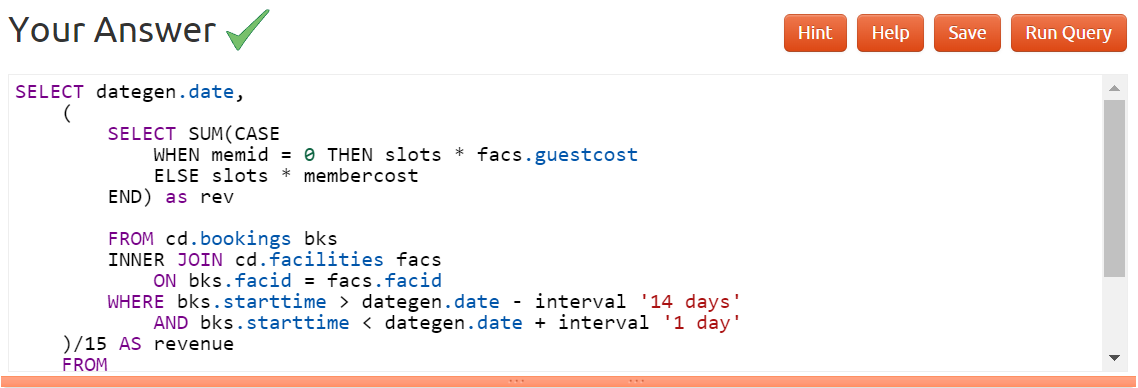 Your Answer
Hint Help Save Run Query
SELECT dategen.date,
(
SELECT SUM(CASE
WHEN memid = 0 THEN slots * facs.guestcost
ELSE slots * membercost
END) as rev
FROM cd.bookings bks
INNER JOIN cd.facilities facs
ON bks.facid = facs.facid
WHERE bks.starttime > dategen.date - interval '14 days'
AND bks.starttime < dategen.date + interval '1 day'
)/15 AS revenue
FROM